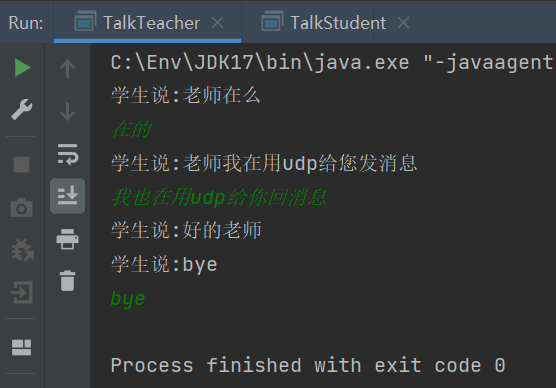 Run: TalkTeacher × TalkStudent ×
C:\Env\JDK17\bin\java.exe "-javaagent
学生说:老师在么
在的
学生说:老师我在用udp给您发消息
我也在用udp给你回消息
学生说:好的老师
学生说:bye
bye
Process finished with exit code 0